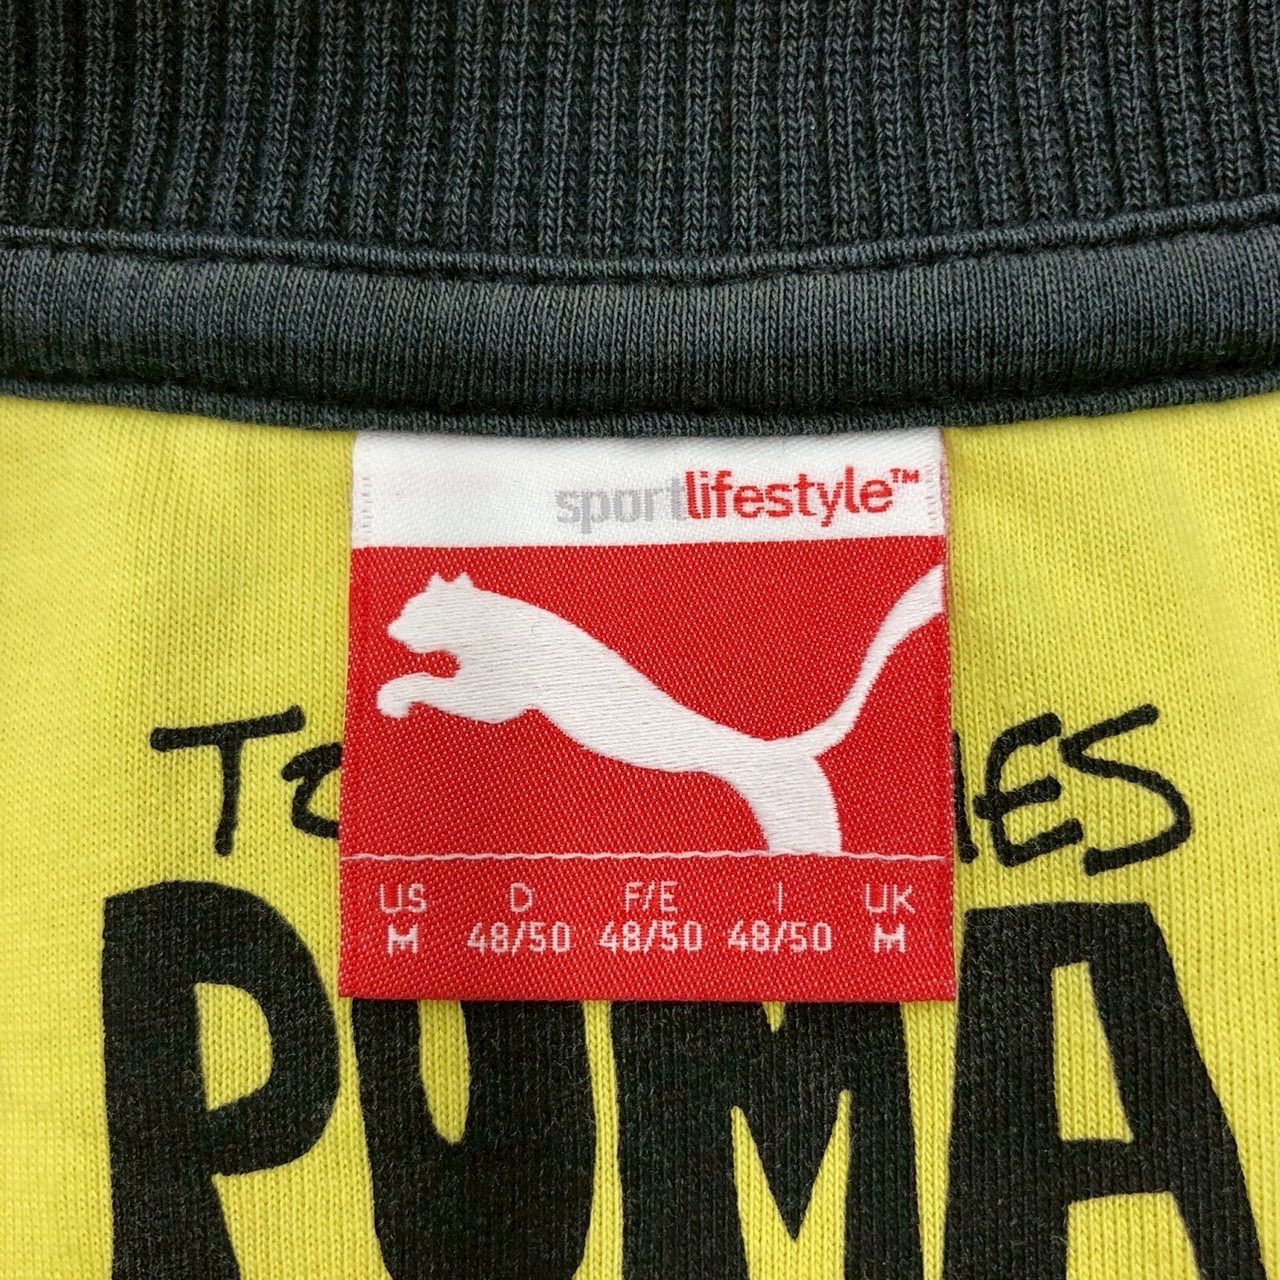 sportlifestyle™
US D F/E I UK
M 48/50 48/50 48/50 M
PUMA